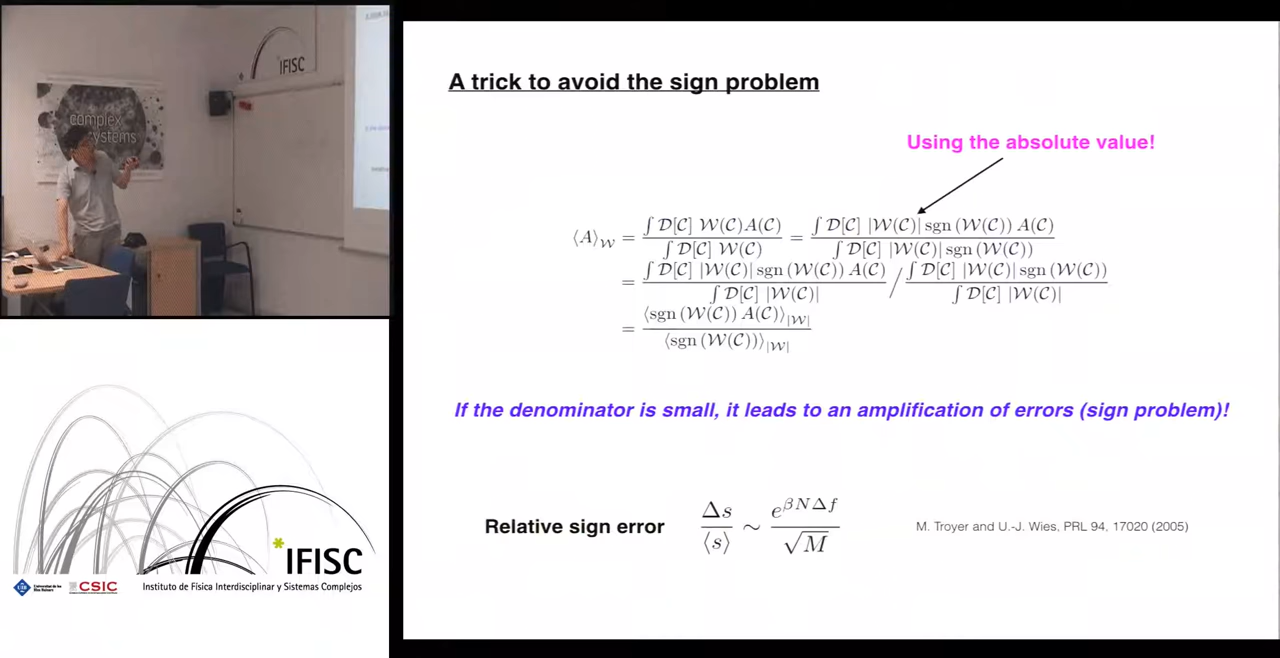 IFISC
complex
systems
A trick to avoid the sign problem
Using the absolute value!
⟨A⟩_𝒲 = ∫ 𝒟[𝒞] 𝒲(𝒞)A(𝒞) / ∫ 𝒟[𝒞] 𝒲(𝒞) = ∫ 𝒟[𝒞] |𝒲(𝒞)| sgn (𝒲(𝒞)) A(𝒞) / ∫ 𝒟[𝒞] |𝒲(𝒞)| sgn (𝒲(𝒞))
= ∫ 𝒟[𝒞] |𝒲(𝒞)| sgn (𝒲(𝒞)) A(𝒞) / ∫ 𝒟[𝒞] |𝒲(𝒞)| / ∫ 𝒟[𝒞] |𝒲(𝒞)| sgn (𝒲(𝒞)) / ∫ 𝒟[𝒞] |𝒲(𝒞)|
= ⟨sgn (𝒲(𝒞)) A(𝒞)⟩_|𝒲| / ⟨sgn (𝒲(𝒞))⟩_|𝒲|
If the denominator is small, it leads to an amplification of errors (sign problem)!
Relative sign error Δs / ⟨s⟩ ~ e^{βNΔf} / √M M. Troyer and U.-J. Wies, PRL 94, 17020 (2005)
*IFISC
CSIC Instituto de Física Interdisciplinar y Sistemas Complejos